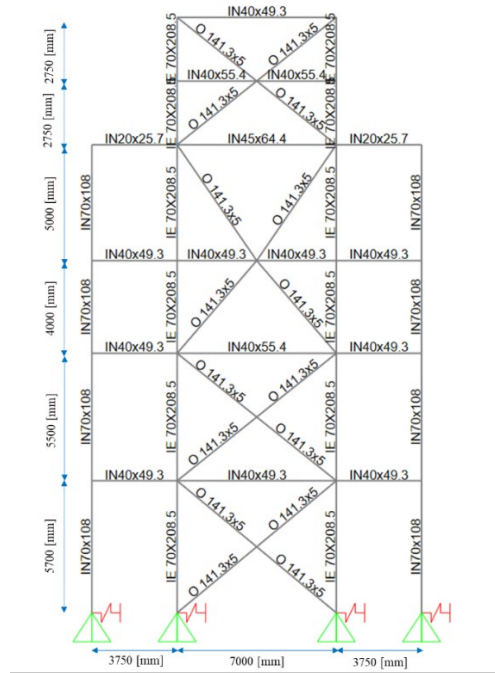 IN40x49.3
2750 [mm]
IE 70X208.5
O 141.3x5
O 141.3x5
IE 70X208.5
IN40x55.4
IN40x55.4
2750 [mm]
IE 70X208.5
O 141.3x5
O 141.3x5
IE 70X208.5
IN20x25.7
IN45x64.4
IN20x25.7
5000 [mm]
IN70x108
IE 70X208.5
O 141.3x5
O 141.3x5
IE 70X208.5
IN70x108
IN40x49.3
IN40x49.3
IN40x49.3
IN40x49.3
4000 [mm]
IN70x108
IE 70X208.5
O 141.3x5
O 141.3x5
IE 70X208.5
IN70x108
IN40x49.3
IN40x55.4
IN40x49.3
5500 [mm]
IN70x108
IE 70X208.5
O 141.3x5
O 141.3x5
O 141.3x5
O 141.3x5
IE 70X208.5
IN70x108
IN40x49.3
IN40x49.3
IN40x49.3
5700 [mm]
IN70x108
IE 70X208.5
O 141.3x5
O 141.3x5
O 141.3x5
O 141.3x5
IE 70X208.5
IN70x108
3750 [mm]
7000 [mm]
3750 [mm]